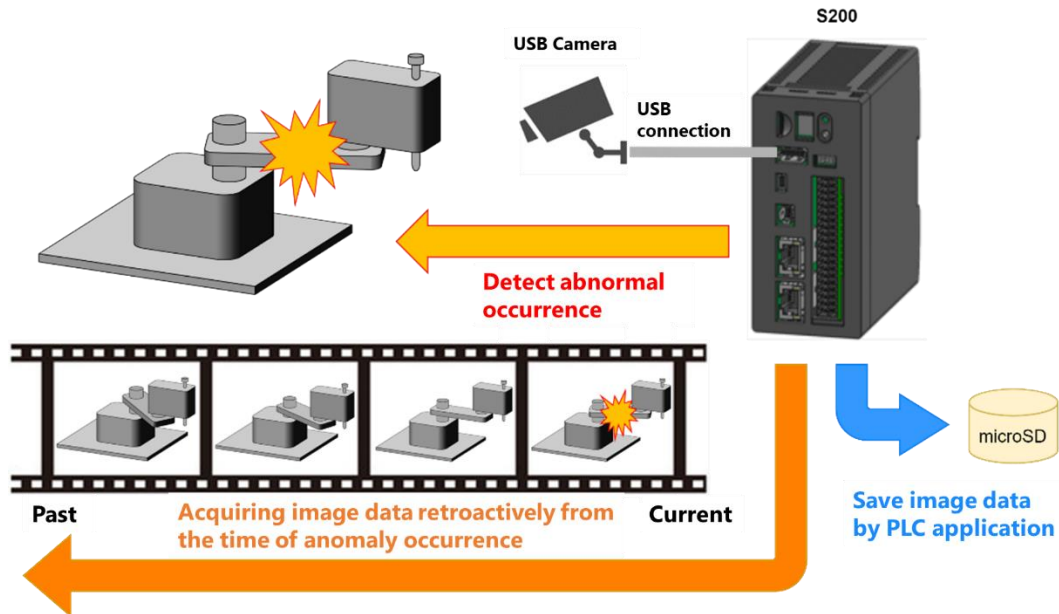 S200
USB Camera
USB
connection
Detect abnormal
occurrence
Past
Acquiring image data retroactively from
the time of anomaly occurrence
Current
microSD
Save image data
by PLC application